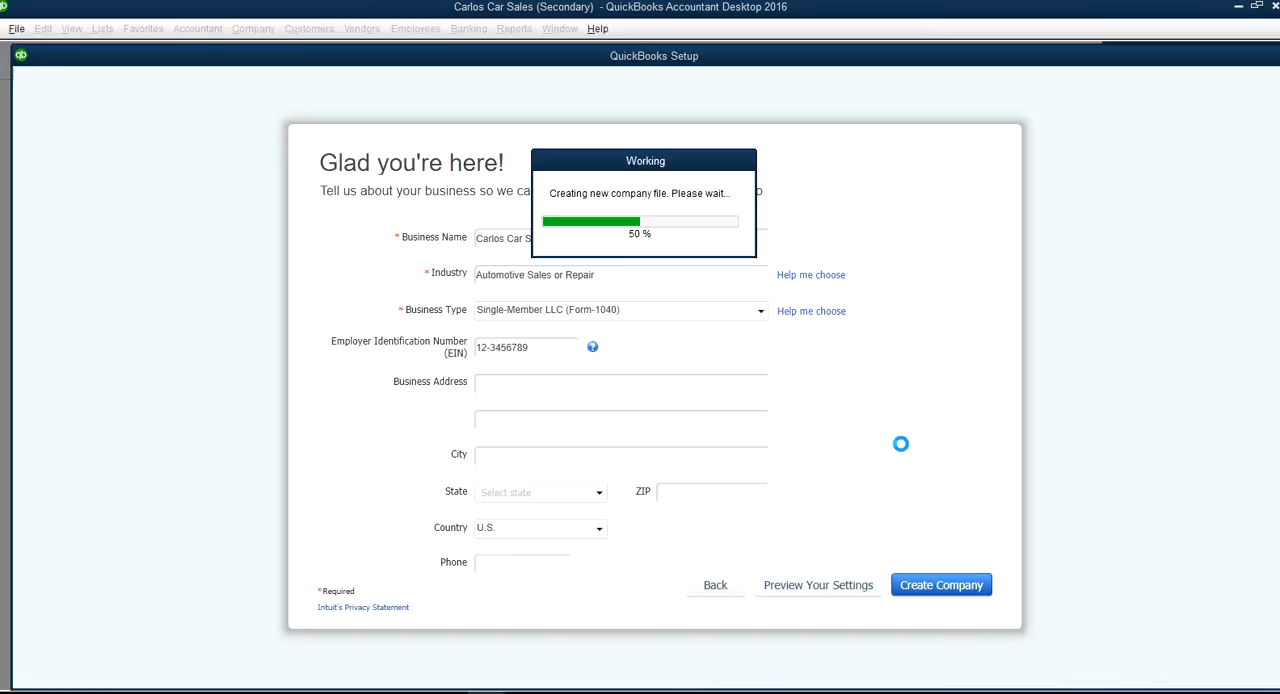 Carlos Car Sales (Secondary) - QuickBooks Accountant Desktop 2016
File Edit View Lists Favorites Accountant Company Customers Vendors Employees Banking Reports Window Help
qb QuickBooks Setup
Glad you're here!
Working
Tell us about your business so we ca
Creating new company file. Please wait...
50 %
* Business Name Carlos Car S
* Industry Automotive Sales or Repair Help me choose
* Business Type Single-Member LLC (Form-1040) Help me choose
Employer Identification Number
(EIN) 12-3456789 ?
Business Address
City
State Select state ZIP
Country U.S.
Phone
Back Preview Your Settings Create Company
* Required
Intuit's Privacy Statement